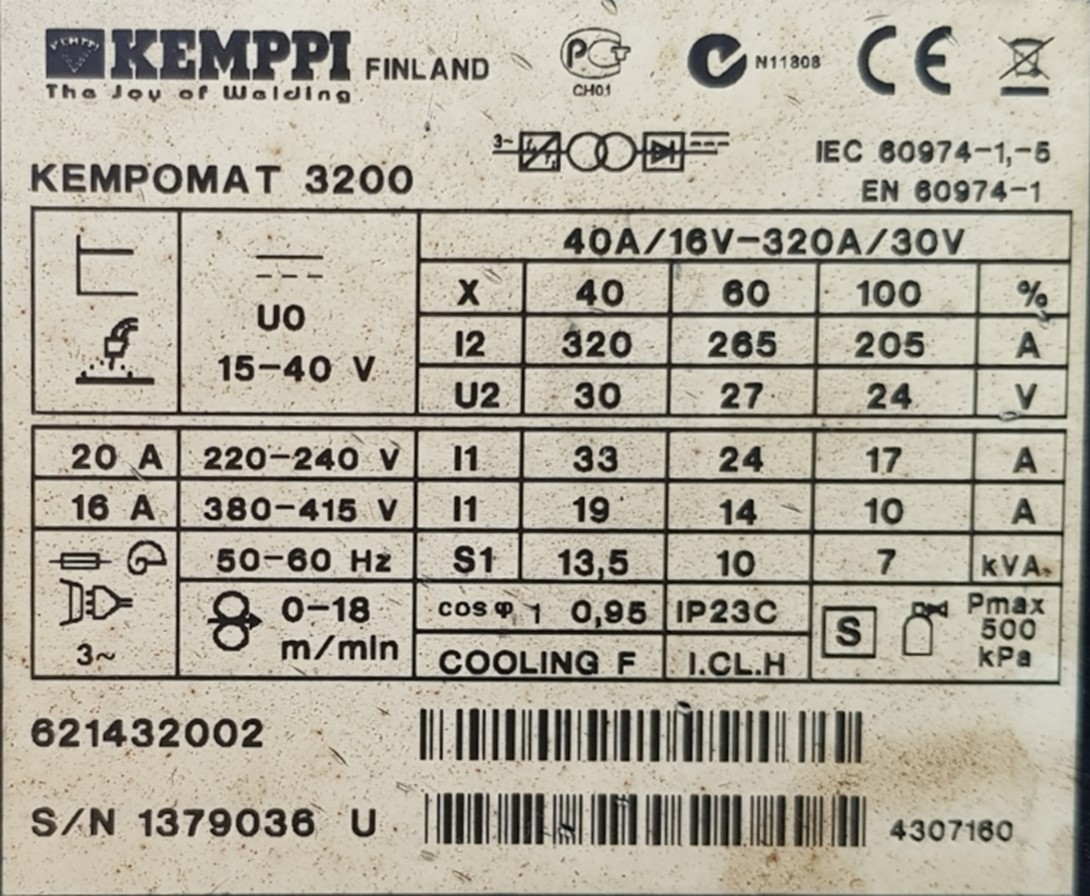 KEMPPI FINLAND
The Joy of Welding
PCT
CH01
N11808
CE
3~
IEC 60974-1,-5
KEMPOMAT 3200
EN 60974-1
40A/16V-320A/30V
U0
15-40 V
X 40 60 100 %
I2 320 265 205 A
U2 30 27 24 V
20 A 220-240 V I1 33 24 17 A
16 A 380-415 V I1 19 14 10 A
50-60 Hz S1 13,5 10 7 kVA
0-18
m/min
cos φ 1 0,95 IP23C
S
Pmax
500
kPa
3~
COOLING F I.CL.H
621432002
S/N 1379036 U
4307160